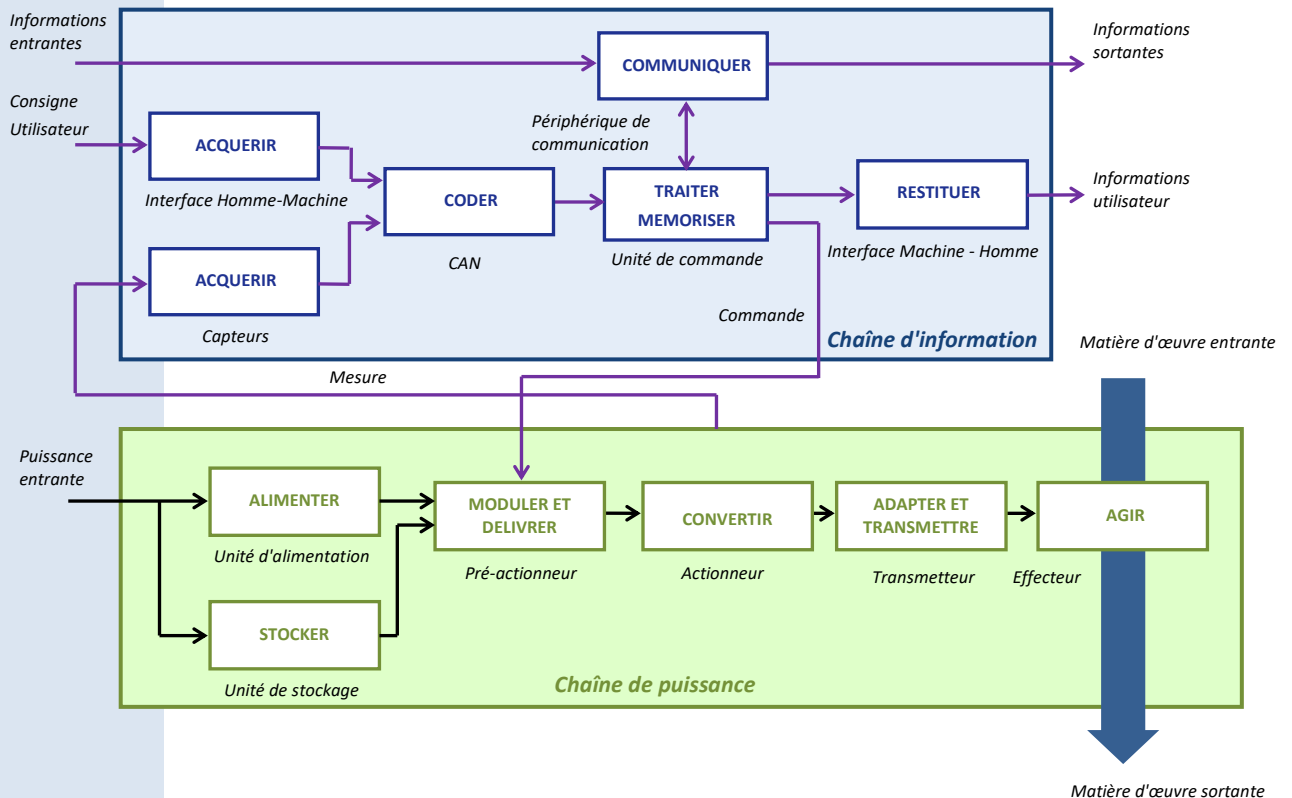 Informations
entrantes
COMMUNIQUER
Informations
sortantes
Consigne
Utilisateur
ACQUERIR
Interface Homme-Machine
Périphérique de
communication
CODER
CAN
TRAITER
MEMORISER
Unité de commande
RESTITUER
Interface Machine - Homme
Informations
utilisateur
ACQUERIR
Capteurs
Commande
Chaîne d'information
Mesure
Matière d'œuvre entrante
Puissance
entrante
ALIMENTER
Unité d'alimentation
MODULER ET
DELIVRER
Pré-actionneur
CONVERTIR
Actionneur
ADAPTER ET
TRANSMETTRE
Transmetteur
AGIR
Effecteur
STOCKER
Unité de stockage
Chaîne de puissance
Matière d'œuvre sortante